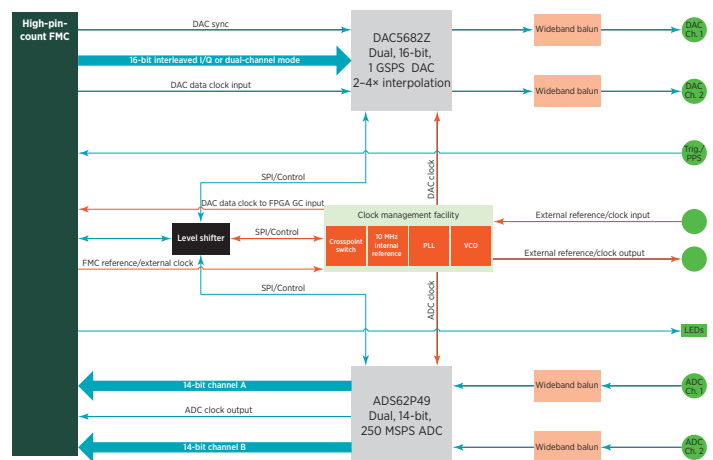 High-pin-
count FMC
DAC sync
16-bit interleaved I/Q or dual-channel mode
DAC data clock input
DAC5682Z
Dual, 16-bit,
1 GSPS DAC
2–4× interpolation
Wideband balun
DAC
Ch. 1
Wideband balun
DAC
Ch. 2
Trig./
PPS
SPI/Control
DAC clock
DAC data clock to FPGA GC input
Clock management facility
External reference/clock input
Level shifter
SPI/Control
Crosspoint
switch
10 MHz
internal
reference
PLL
VCO
External reference/clock output
FMC reference/external clock
SPI/Control
ADC clock
LEDs
14-bit channel A
ADC clock output
14-bit channel B
ADS62P49
Dual, 14-bit,
250 MSPS ADC
Wideband balun
ADC
Ch. 1
Wideband balun
ADC
Ch. 2